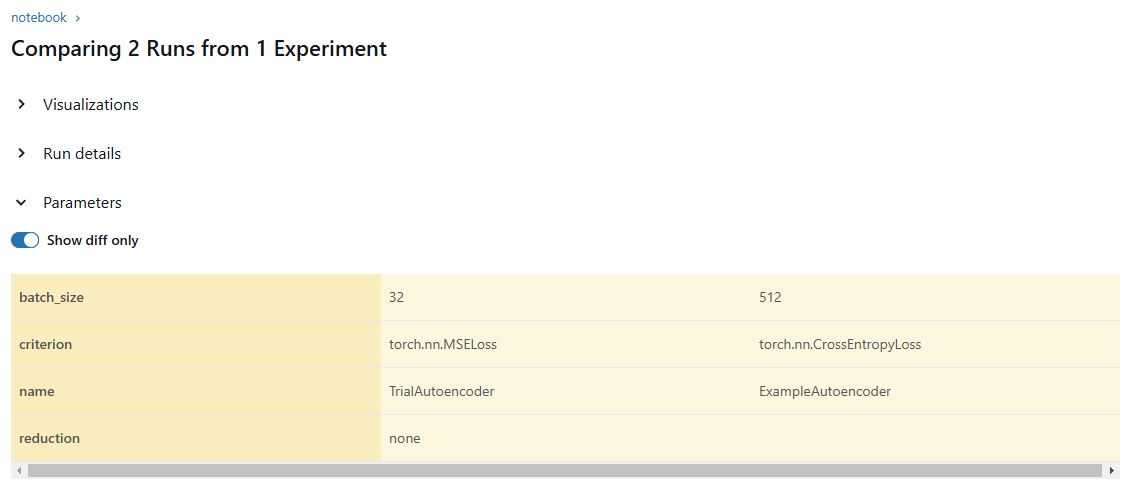 notebook ›
Comparing 2 Runs from 1 Experiment
Visualizations
Run details
Parameters
Show diff only
batch_size 32 512
criterion torch.nn.MSELoss torch.nn.CrossEntropyLoss
name TrialAutoencoder ExampleAutoencoder
reduction none